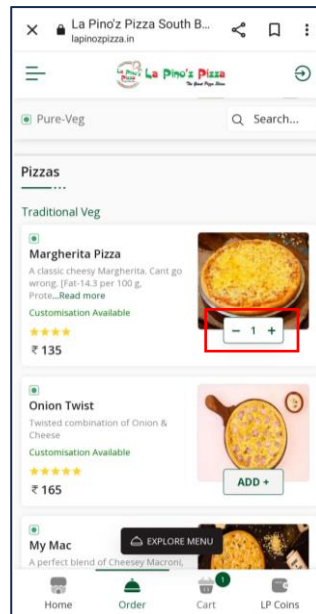 La Pino'z Pizza South B...
lapinozpizza.in
La Pino'z Pizza
Pure-Veg
Search...
Pizzas
Traditional Veg
Margherita Pizza
A classic cheesy Margherita. Cant go
wrong. [Fat-14.3 per 100 g,
Prote...Read more
Customisation Available
₹ 135
− 1 +
Onion Twist
Twisted combination of Onion &
Cheese
Customisation Available
₹ 165
ADD +
My Mac
A perfect blend of Cheesey Macroni,
EXPLORE MENU
1
Home
Order
Cart
LP Coins